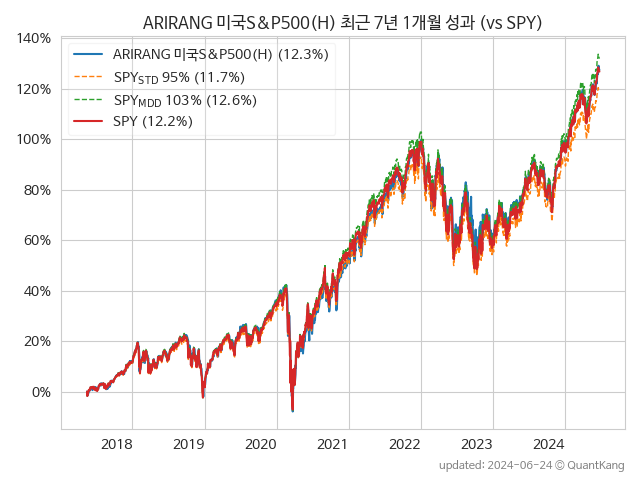 ARIRANG 미국S&P500(H) 최근 7년 1개월 성과 (vs SPY)
140%
120%
100%
80%
60%
40%
20%
0%
ARIRANG 미국S&P500(H) (12.3%)
SPY_STD 95% (11.7%)
SPY_MDD 103% (12.6%)
SPY (12.2%)
2018 2019 2020 2021 2022 2023 2024
updated: 2024-06-24 © QuantKang